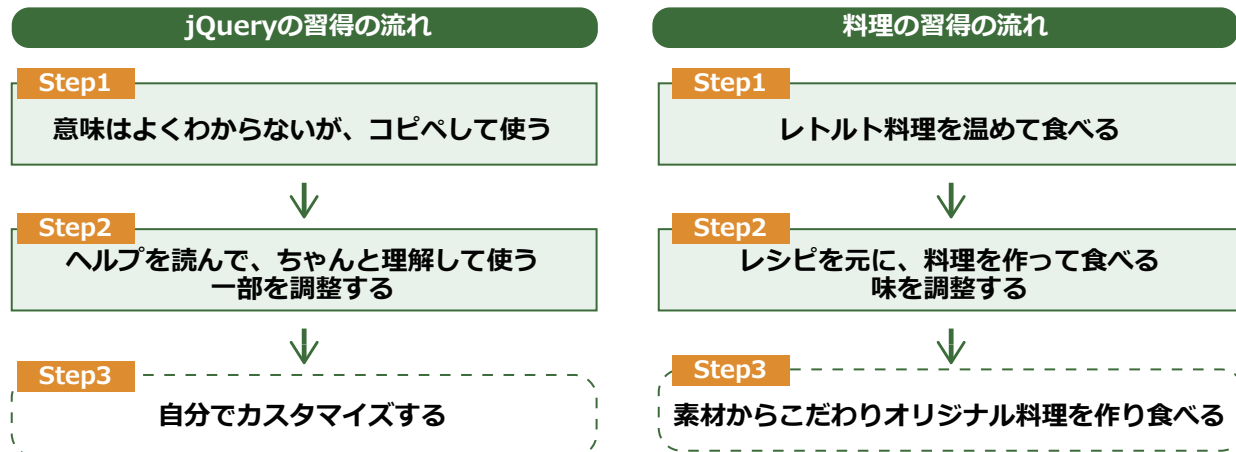 jQueryの習得の流れ
Step1
意味はよくわからないが、コピペして使う
Step2
ヘルプを読んで、ちゃんと理解して使う
一部を調整する
Step3
自分でカスタマイズする
料理の習得の流れ
Step1
レトルト料理を温めて食べる
Step2
レシピを元に、料理を作って食べる
味を調整する
Step3
素材からこだわりオリジナル料理を作り食べる